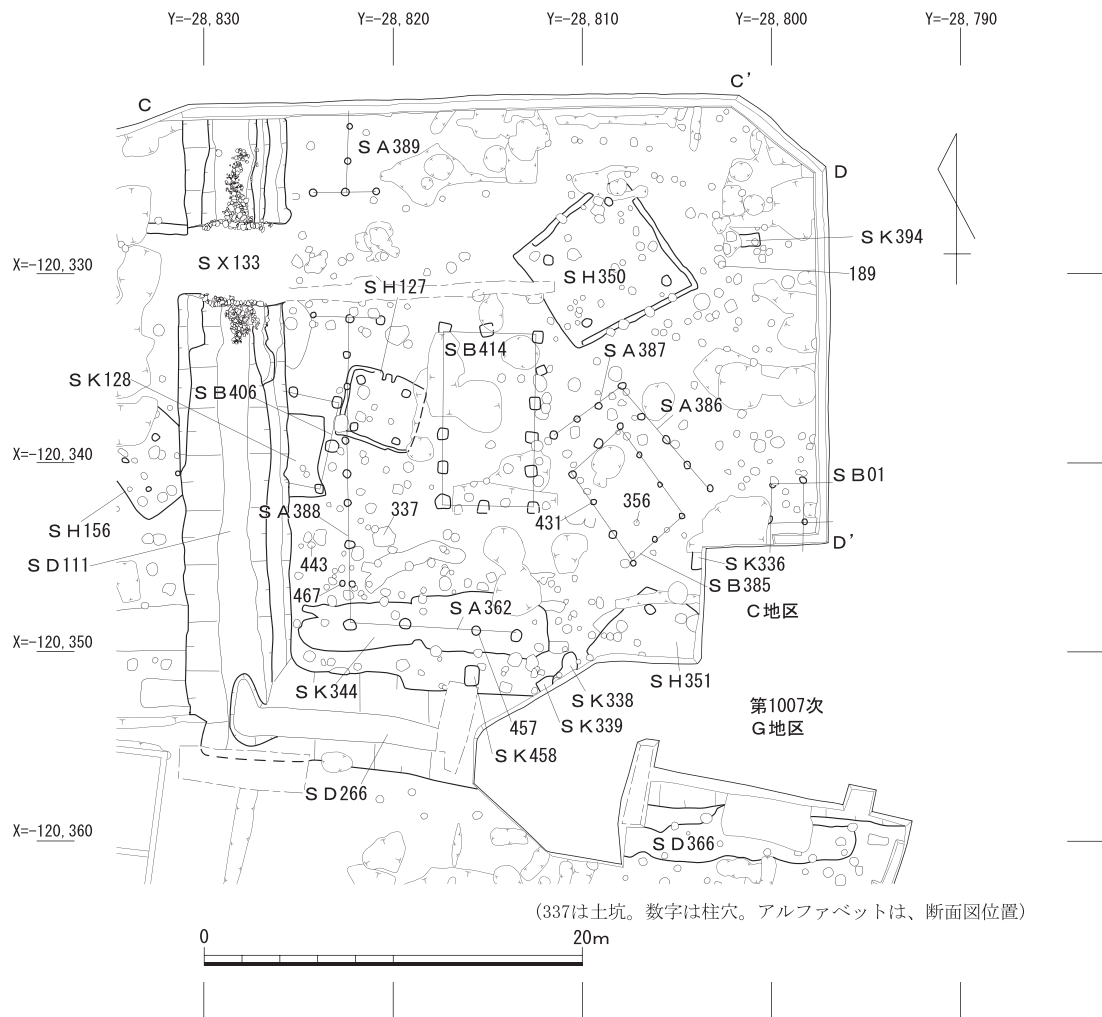 Y=-28,830
Y=-28,820
Y=-28,810
Y=-28,800
Y=-28,790
C
C'
SA389
D
SK394
SX133
X=-120,330
SH350
189
SH127
SB414
SA387
SK128
SB406
SA386
X=-120,340
SB01
SA388
337
356
431
SH156
D'
443
SK336
SD111
SB385
467
SA362
C地区
X=-120,350
SH351
SK344
SK338
第1007次
457
SK339
G地区
SK458
SD266
X=-120,360
SD366
(337は土坑。数字は柱穴。アルファベットは、断面図位置)
0
20m